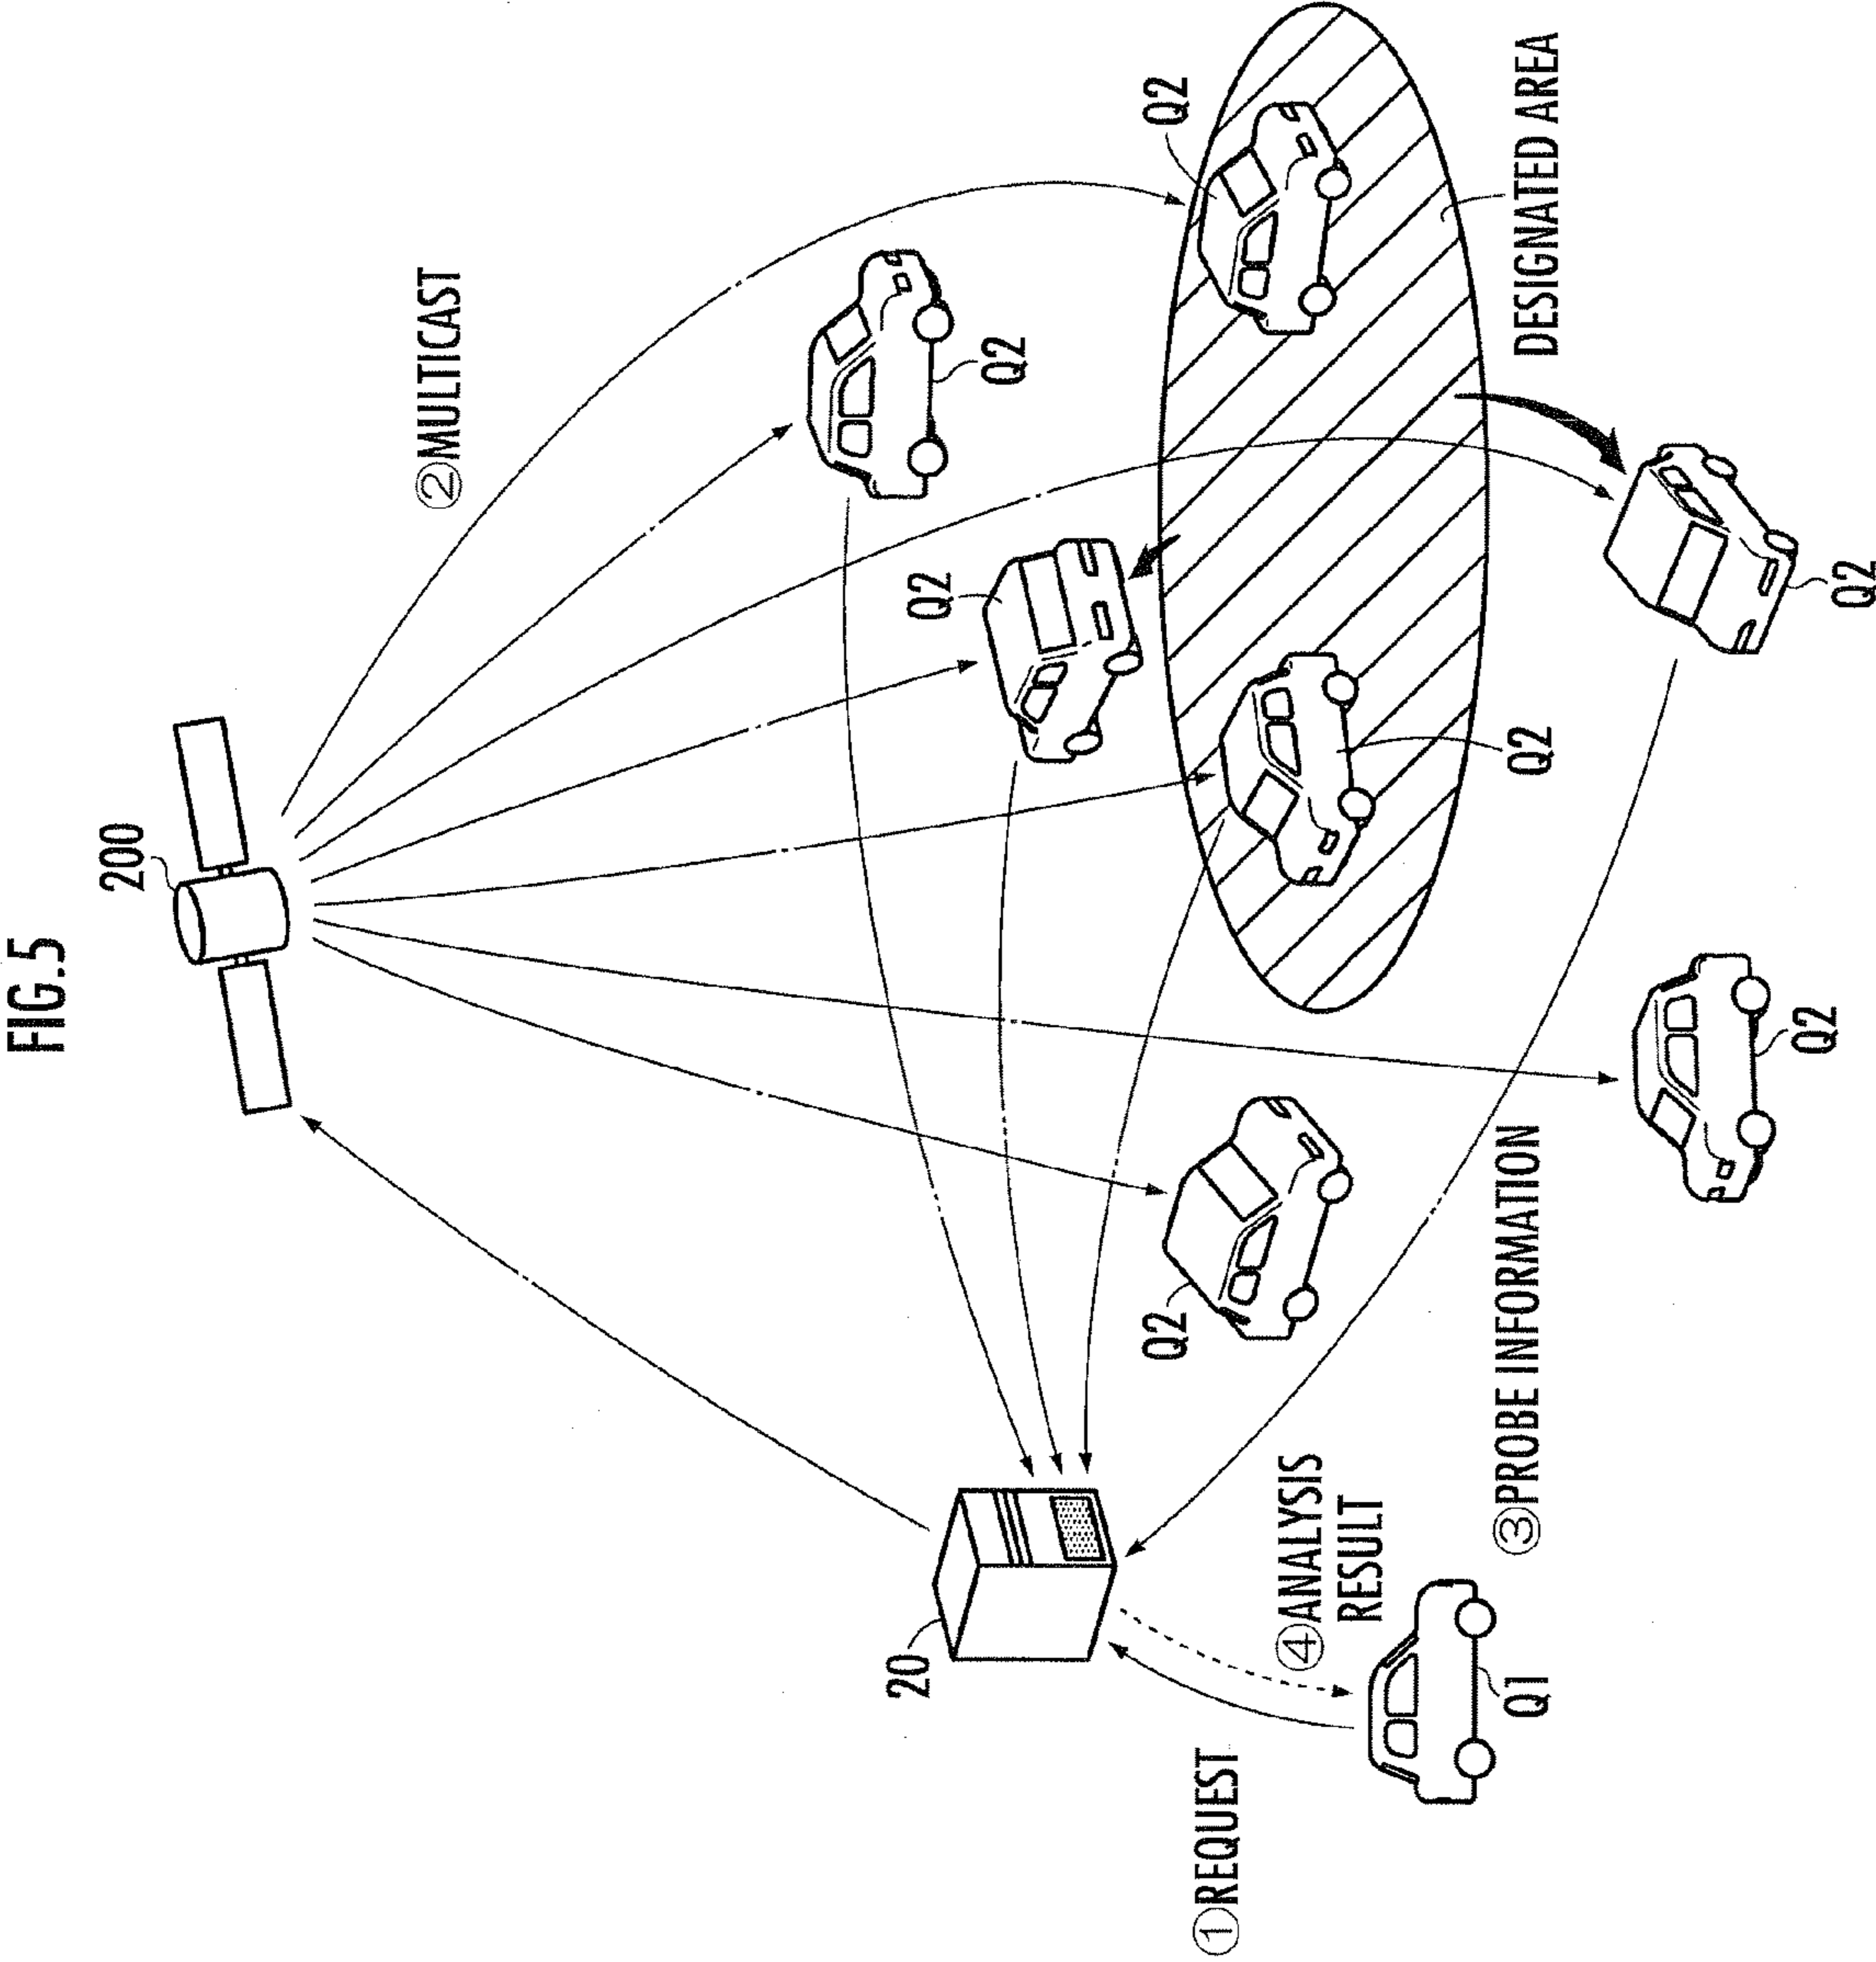 FIG.5
200
②MULTICAST
Q2
Q2
Q2
20
Q2
Q2
DESIGNATED AREA
①REQUEST
④ANALYSIS
RESULT
Q1
③PROBE INFORMATION
Q2
Q2